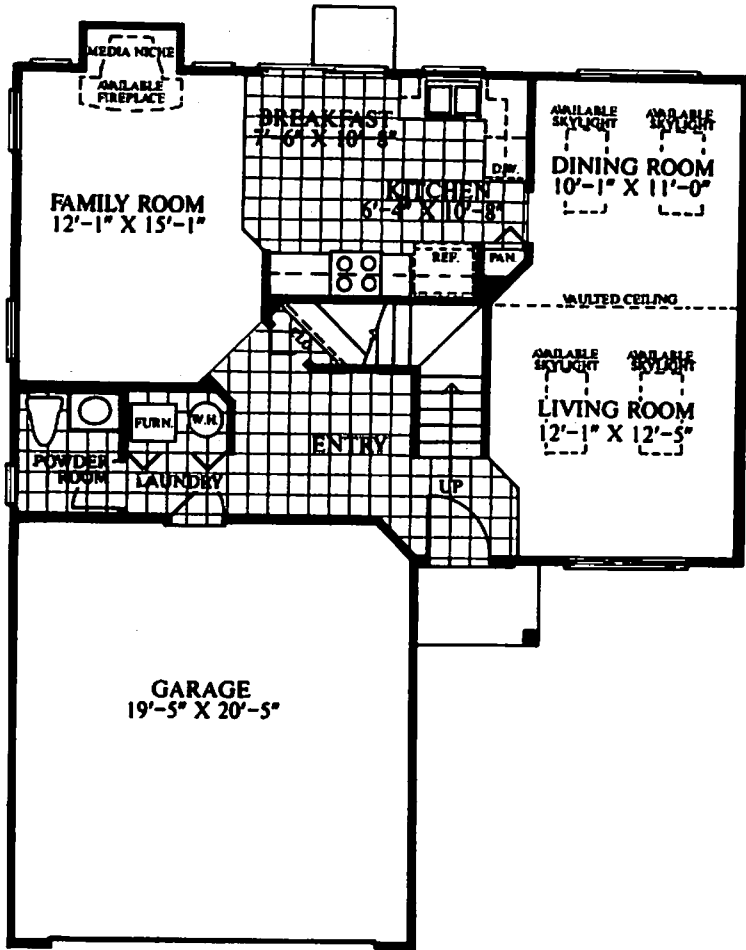 MEDIA NICHE
AVAILABLE
FIREPLACE
BREAKFAST
7'-6" X 10'-8"
AVAILABLE
SKYLIGHT
AVAILABLE
SKYLIGHT
D.W.
DINING ROOM
10'-1" X 11'-0"
KITCHEN
6'-4" X 10'-8"
FAMILY ROOM
12'-1" X 15'-1"
REF.
PAN.
VAULTED CEILING
CLO
AVAILABLE
SKYLIGHT
AVAILABLE
SKYLIGHT
LIVING ROOM
12'-1" X 12'-5"
FURN.
W.H.
ENTRY
POWDER
ROOM
LAUNDRY
UP
GARAGE
19'-5" X 20'-5"